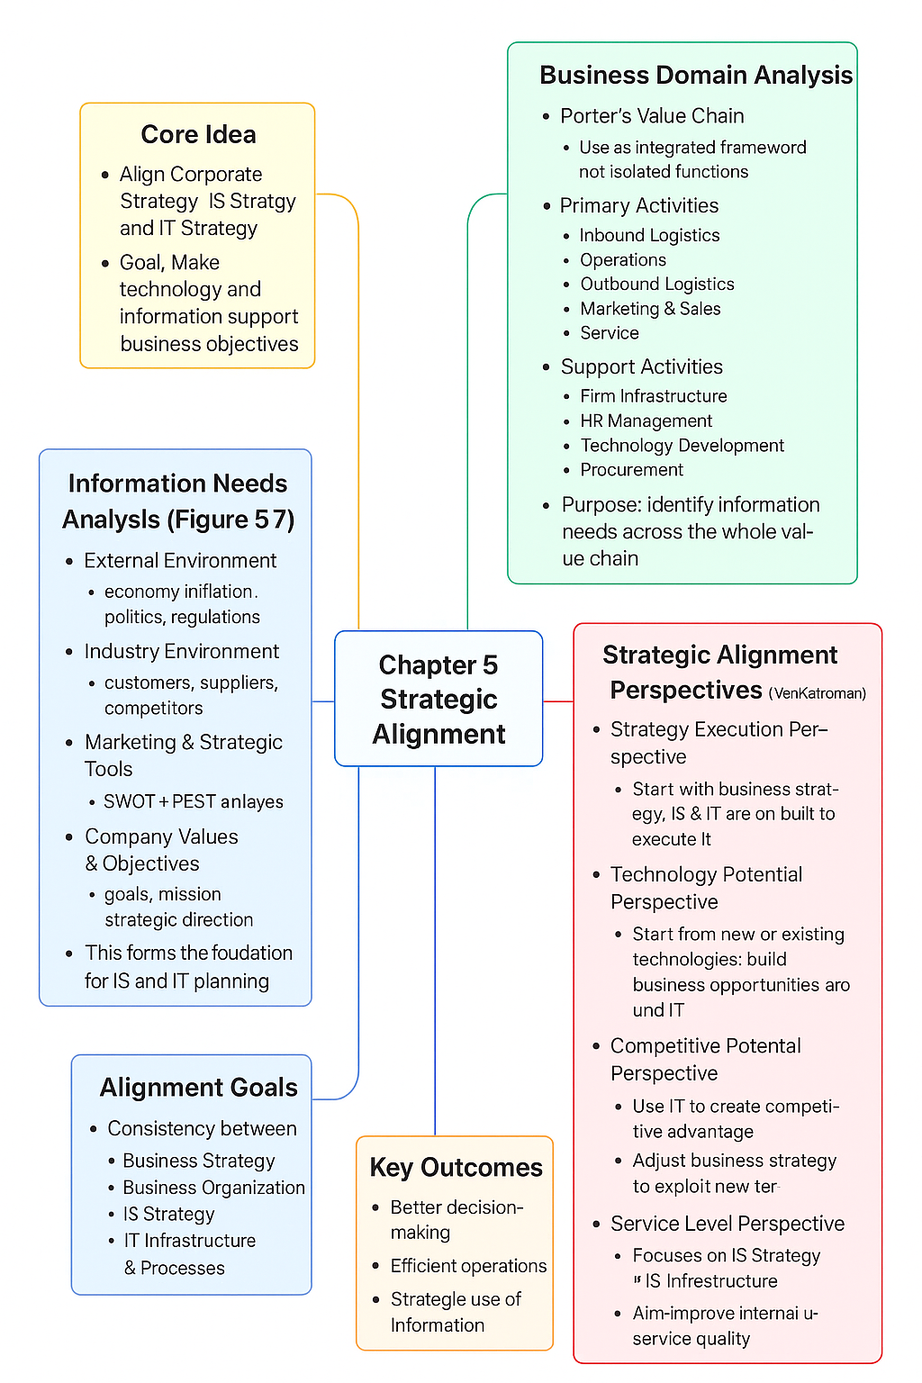 Core Idea
• Align Corporate
Strategy IS Stratgy
and IT Strategy
• Goal, Make
technology and
information support
business objectives
Business Domain Analysis
• Porter's Value Chain
• Use as integrated frameword
not isolated functions
• Primary Activities
• Inbound Logistics
• Operations
• Outbound Logistics
• Marketing & Sales
• Service
• Support Activities
• Firm Infrastructure
• HR Management
• Technology Development
• Procurement
• Purpose: identify information
needs across the whole val-
ue chain
Information Needs
Analysls (Figure 5 7)
• External Environment
• economy iniflation.
politics, regulations
• Industry Environment
• customers, suppliers,
competitors
• Marketing & Strategic
Tools
• SWOT + PEST anlayes
• Company Values
& Objectives
• goals, mission
strategic direction
• This forms the foudation
for IS and IT planning
Chapter 5
Strategic
Alignment
Strategic Alignment
Perspectives (VenKatroman)
• Strategy Execution Per–
spective
• Start with business strat-
egy, IS & IT are on built to
execute It
• Technology Potential
Perspective
• Start from new or existing
technologies: build
business opportunities aro
und IT
• Competitive Potental
Perspective
• Use IT to create competi-
tive advantage
• Adjust business strategy
to exploit new ter-
• Service Level Perspective
• Focuses on IS Strategy
IS Infrestructure
• Aim-improve internai u-
service quality
Alignment Goals
• Consistency between
• Business Strategy
• Business Organization
• IS Strategy
• IT Infrastructure
& Processes
Key Outcomes
• Better decision-
making
• Efficient operations
• Strategle use of
Information